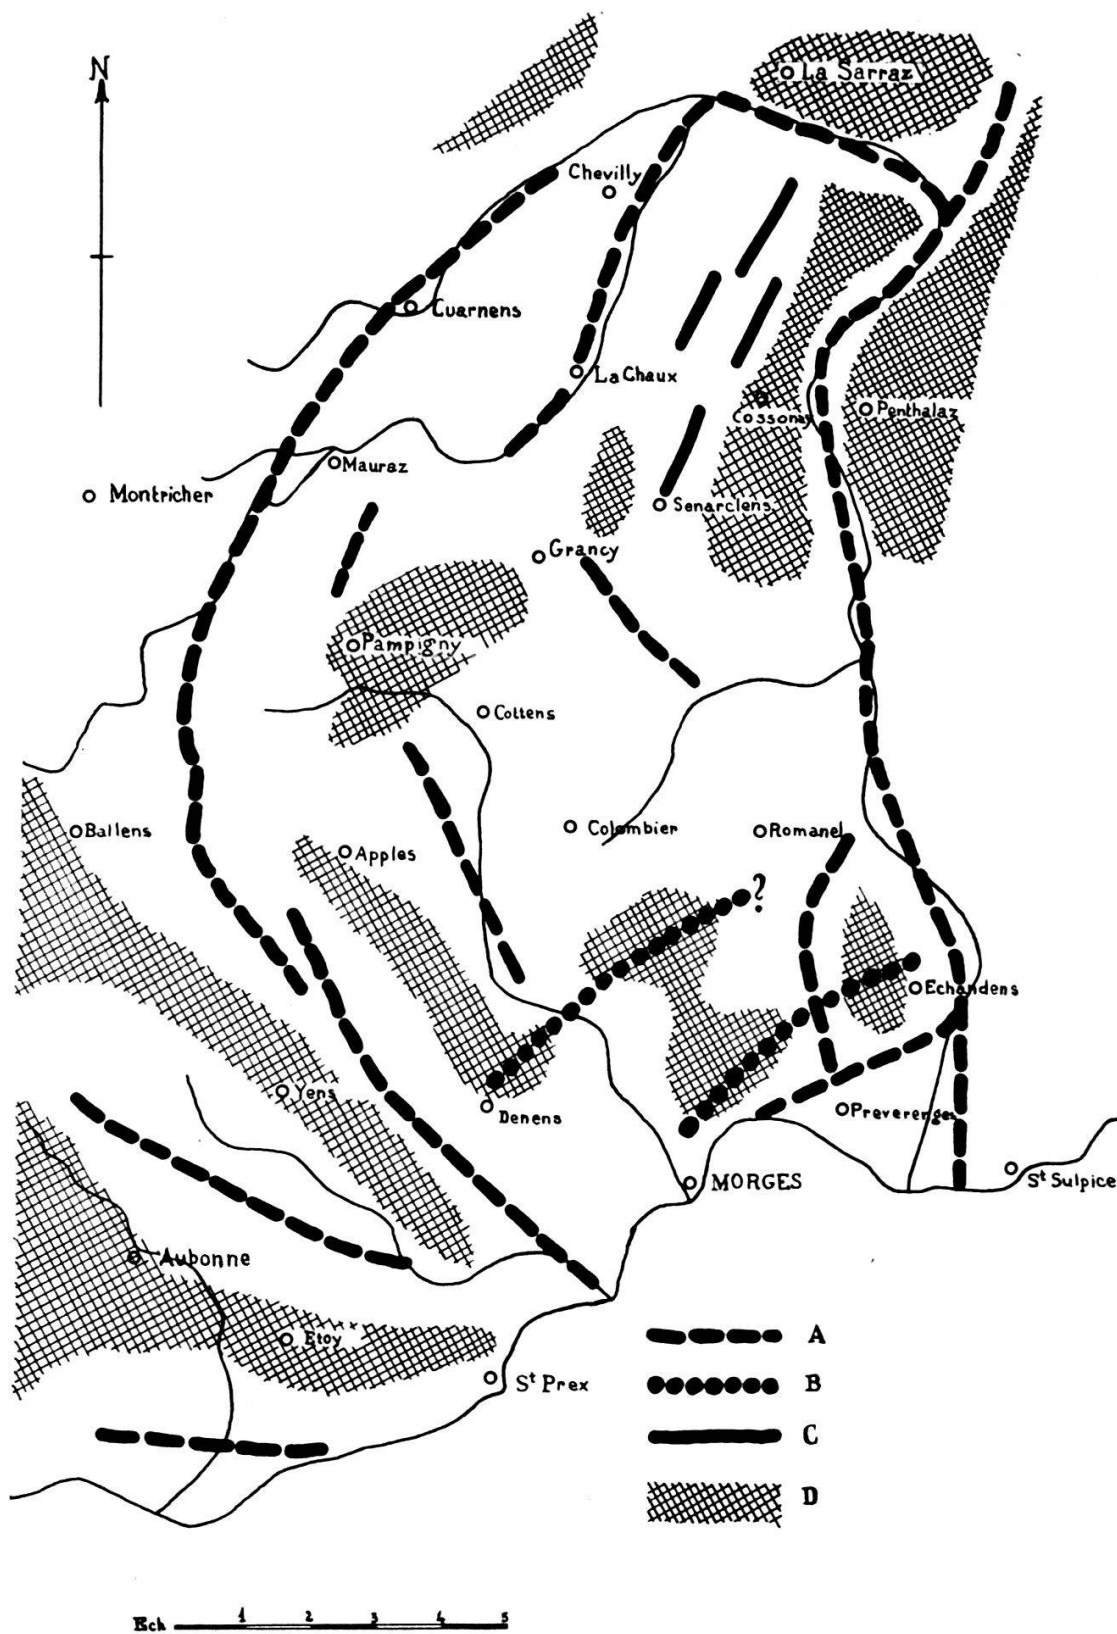 N
La Sarraz
Chevilly
Cuarnens
La Chaux
Cossonay
Penthalaz
Mauraz
Montricher
Senarclens
Grancy
Pampigny
Cottens
Ballens
Colombier
Romanel
Apples
?
Echandens
Yens
Denens
Préverenges
MORGES
St Sulpice
Aubonne
Etoy
St Prex
A
B
C
D
Ech 1 2 3 4 5